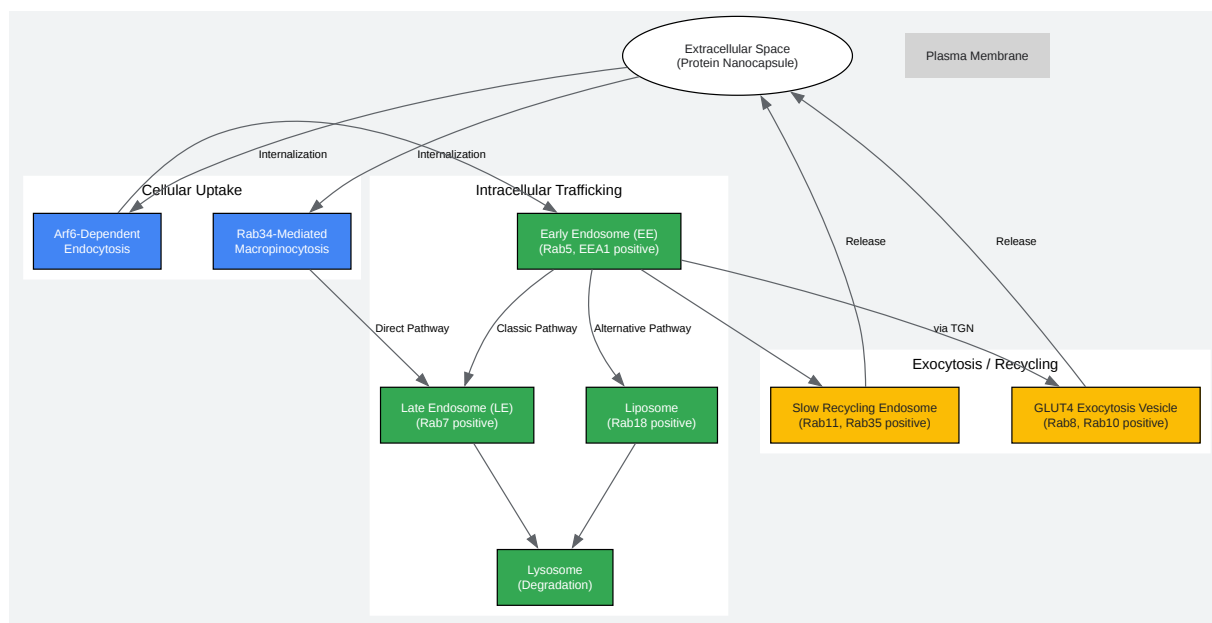 Extracellular Space
(Protein Nanocapsule)
Plasma Membrane
Internalization
Internalization
Cellular Uptake
Intracellular Trafficking
Arf6-Dependent
Endocytosis
Rab34-Mediated
Macropinocytosis
Early Endosome (EE)
(Rab5, EEA1 positive)
Release
Release
Direct Pathway
Classic Pathway
Alternative Pathway
via TGN
Exocytosis / Recycling
Late Endosome (LE)
(Rab7 positive)
Liposome
(Rab18 positive)
Slow Recycling Endosome
(Rab11, Rab35 positive)
GLUT4 Exocytosis Vesicle
(Rab8, Rab10 positive)
Lysosome
(Degradation)